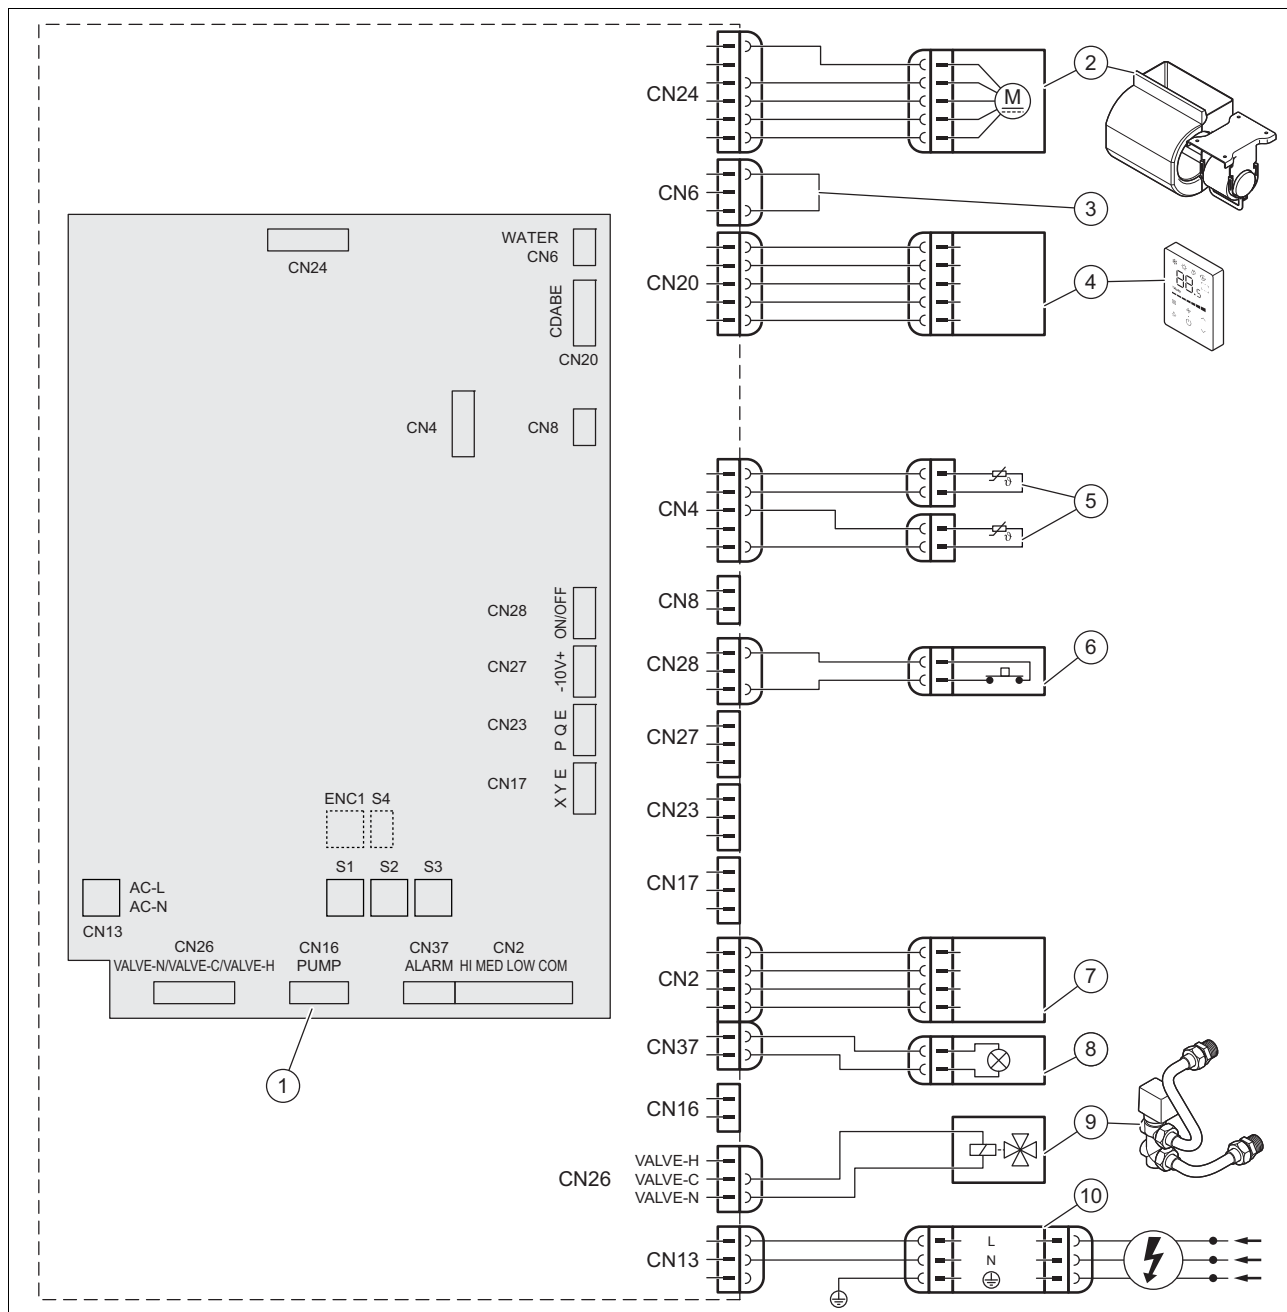 CN24
M
2
CN6
3
CN20
4
CN4
ϑ
ϑ
5
CN8
CN28
6
CN27
CN23
CN17
CN2
7
CN37
8
CN16
CN26
VALVE-H
VALVE-C
VALVE-N
9
CN13
L
N
10
CN24
WATER
CN6
CDABE
CN20
CN4
CN8
CN28
ON/OFF
CN27
-10V+
CN23
P Q E
CN17
X Y E
ENC1
S4
S1
S2
S3
AC-L
AC-N
CN13
CN26
VALVE-N/VALVE-C/VALVE-H
CN16
PUMP
CN37
ALARM
CN2
HI MED LOW COM
1